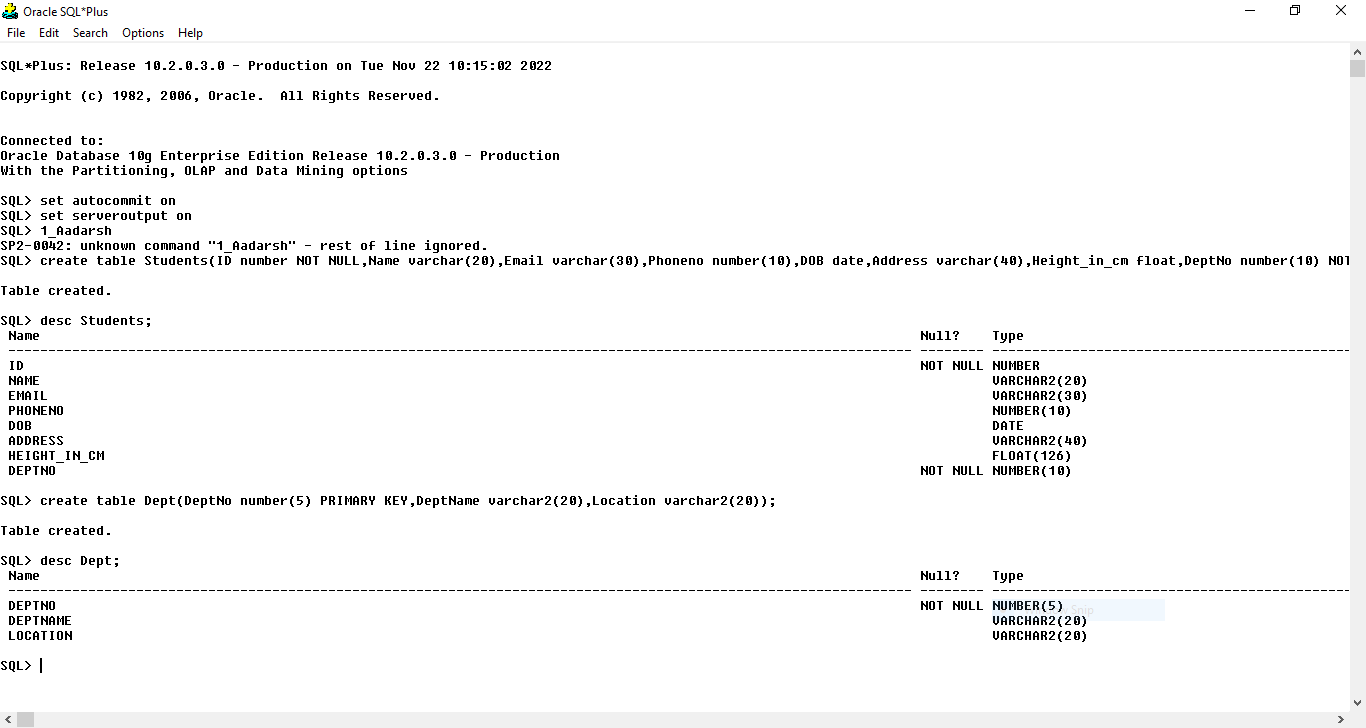 Oracle SQL*Plus
File Edit Search Options Help
SQL*Plus: Release 10.2.0.3.0 - Production on Tue Nov 22 10:15:02 2022
Copyright (c) 1982, 2006, Oracle.  All Rights Reserved.
Connected to:
Oracle Database 10g Enterprise Edition Release 10.2.0.3.0 - Production
With the Partitioning, OLAP and Data Mining options
SQL> set autocommit on
SQL> set serveroutput on
SQL> 1_Aadarsh
SP2-0042: unknown command "1_Aadarsh" - rest of line ignored.
SQL> create table Students(ID number NOT NULL,Name varchar(20),Email varchar(30),Phoneno number(10),DOB date,Address varchar(40),Height_in_cm float,DeptNo number(10) NOT
Table created.
SQL> desc Students;
Name Null? Type
ID NOT NULL NUMBER
NAME VARCHAR2(20)
EMAIL VARCHAR2(30)
PHONENO NUMBER(10)
DOB DATE
ADDRESS VARCHAR2(40)
HEIGHT_IN_CM FLOAT(126)
DEPTNO NOT NULL NUMBER(10)
SQL> create table Dept(DeptNo number(5) PRIMARY KEY,DeptName varchar2(20),Location varchar2(20));
Table created.
SQL> desc Dept;
Name Null? Type
DEPTNO NOT NULL NUMBER(5) Snip
DEPTNAME VARCHAR2(20)
LOCATION VARCHAR2(20)
SQL>